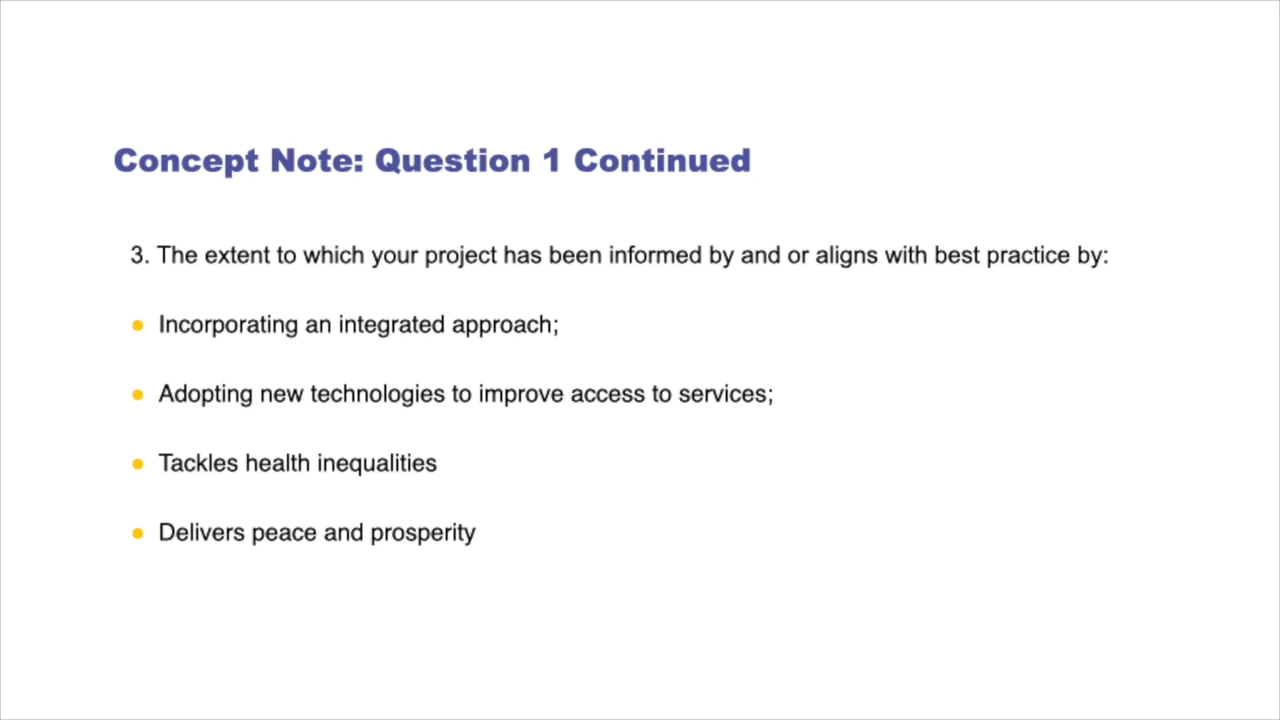 Concept Note: Question 1 Continued
3. The extent to which your project has been informed by and or aligns with best practice by:
● Incorporating an integrated approach;
● Adopting new technologies to improve access to services;
● Tackles health inequalities
● Delivers peace and prosperity